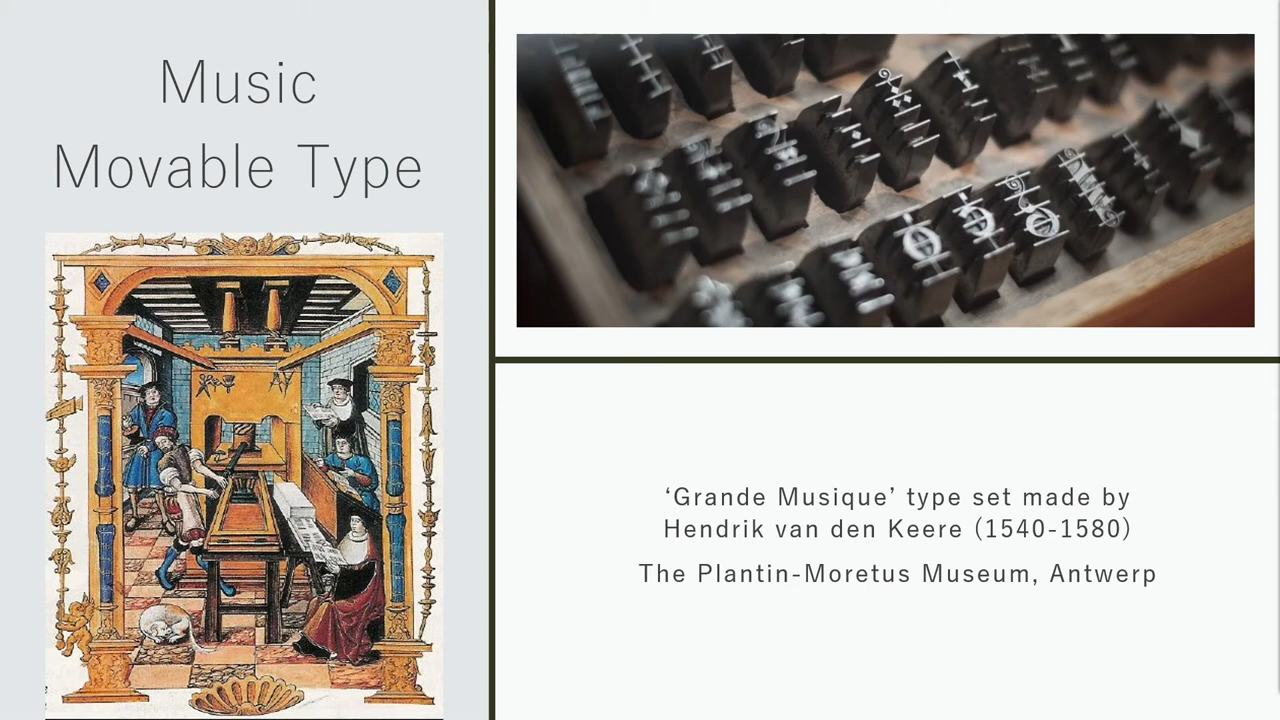 Music
Movable Type
‘Grande Musique’ type set made by
Hendrik van den Keere (1540-1580)
The Plantin-Moretus Museum, Antwerp